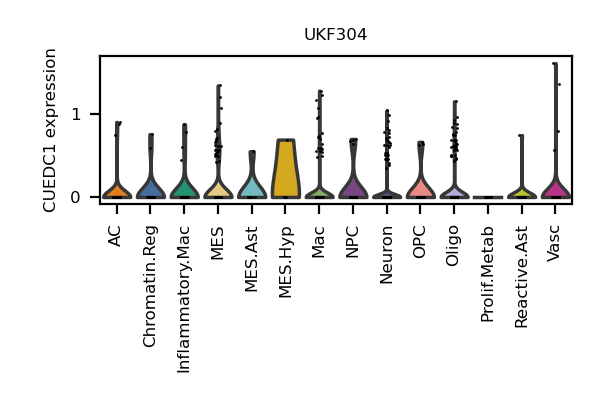 UKF304
CUEDC1 expression
1
0
AC
Chromatin.Reg
Inflammatory.Mac
MES
MES.Ast
MES.Hyp
Mac
NPC
Neuron
OPC
Oligo
Prolif.Metab
Reactive.Ast
Vasc